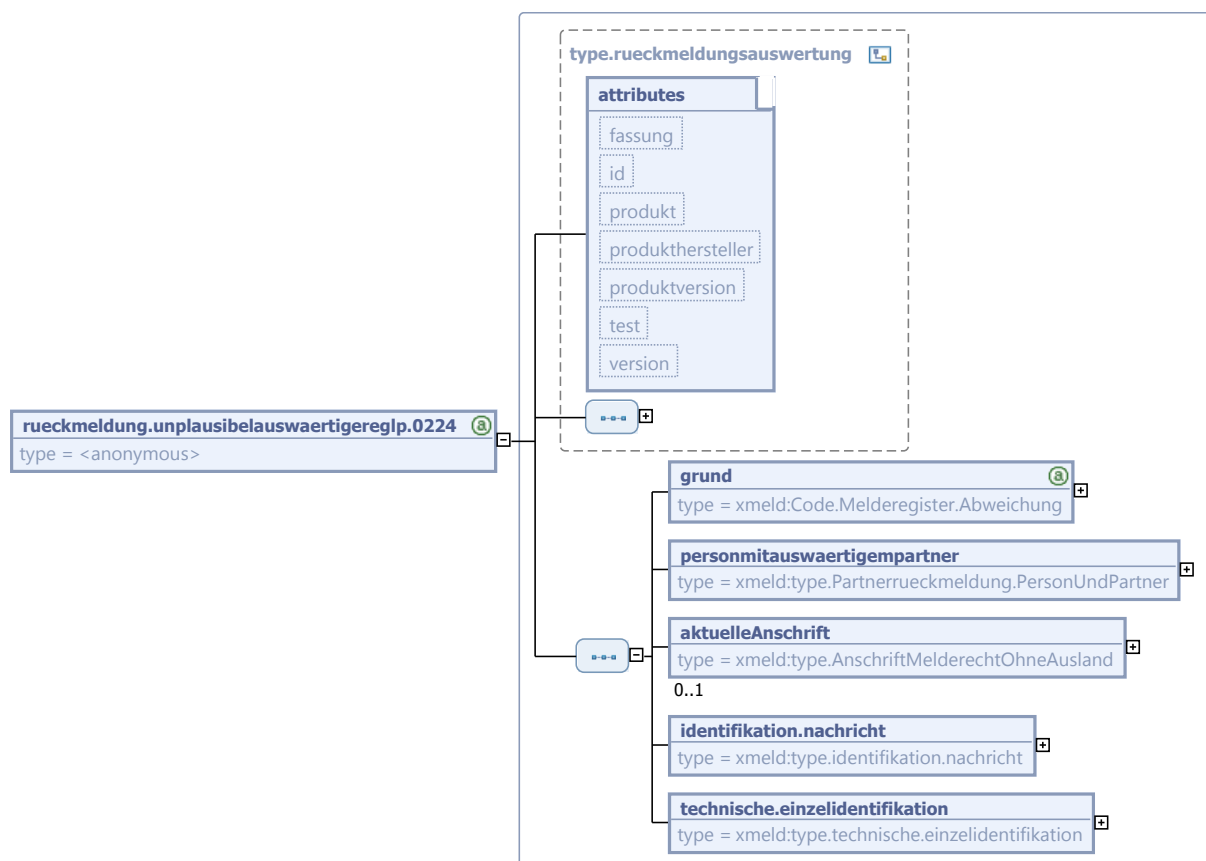 type.rueckmeldungsauswertung
attributes
fassung
id
produkt
produkthersteller
produktversion
test
version
rueckmeldung.unplausibelauswaertigereglp.0224
type = <anonymous>
grund
type = xmeld:Code.Melderegister.Abweichung
personmitauswaertigempartner
type = xmeld:type.Partnerrueckmeldung.PersonUndPartner
aktuelleAnschrift
type = xmeld:type.AnschriftMelderechtOhneAusland
0..1
identifikation.nachricht
type = xmeld:type.identifikation.nachricht
technische.einzelidentifikation
type = xmeld:type.technische.einzelidentifikation